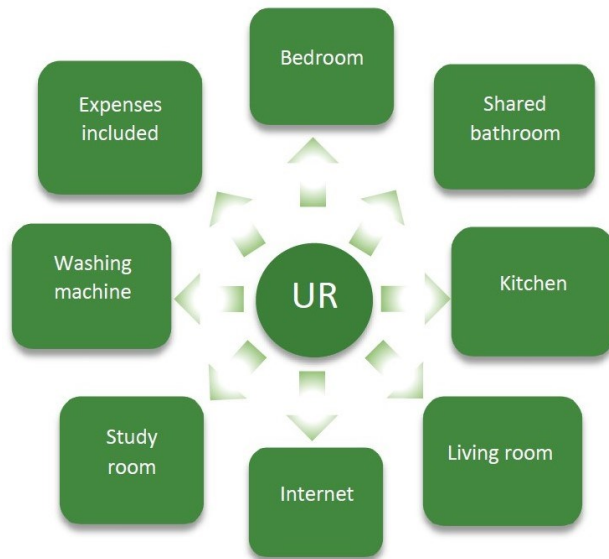 Bedroom
Shared
bathroom
Kitchen
Living room
Internet
Study
room
Washing
machine
Expenses
included
UR